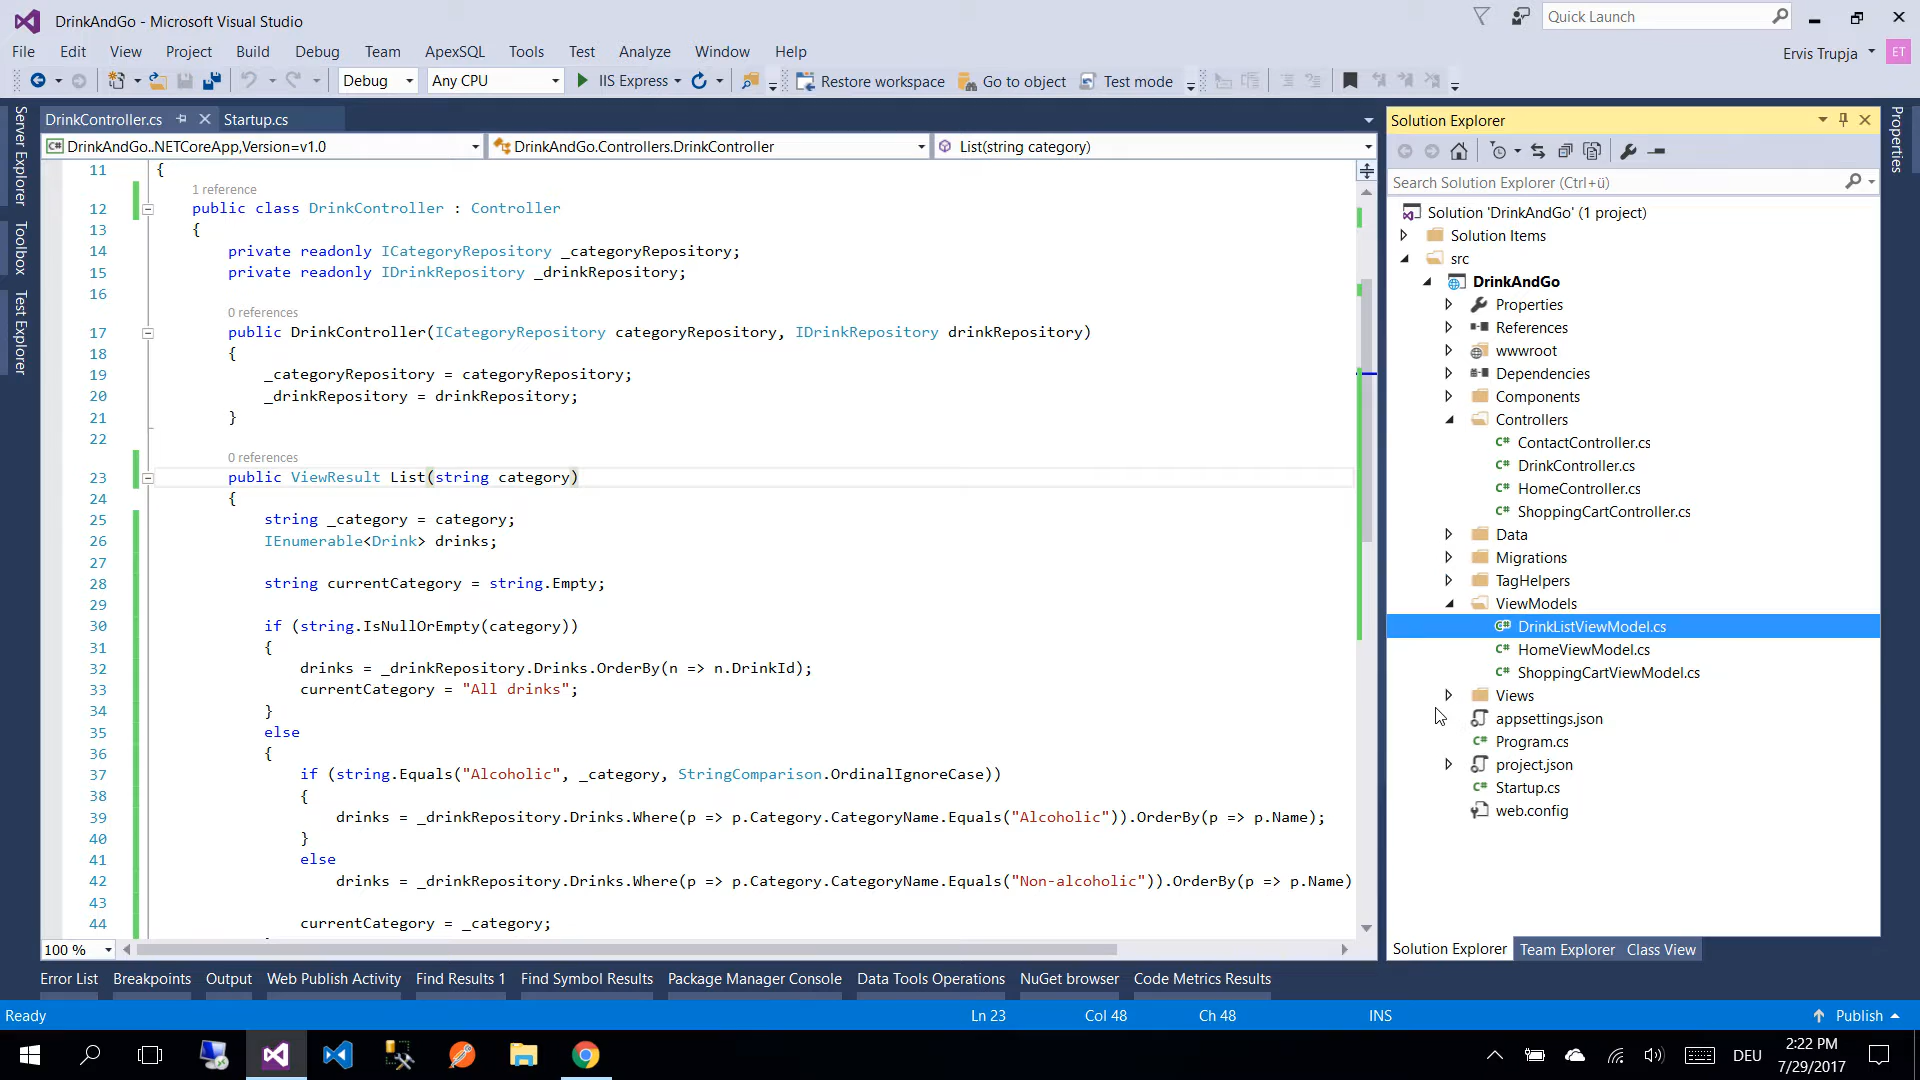 DrinkAndGo - Microsoft Visual Studio
Quick Launch
File Edit View Project Build Debug Team ApexSQL Tools Test Analyze Window Help
Ervis Trupja
ET
Debug Any CPU IIS Express Restore workspace Go to object Test mode
Server Explorer
Toolbox
Test Explorer
DrinkController.cs Startup.cs
DrinkAndGo..NETCoreApp,Version=v1.0 DrinkAndGo.Controllers.DrinkController List(string category)
11 {
1 reference
12 public class DrinkController : Controller
13 {
14 private readonly ICategoryRepository _categoryRepository;
15 private readonly IDrinkRepository _drinkRepository;
16
0 references
17 public DrinkController(ICategoryRepository categoryRepository, IDrinkRepository drinkRepository)
18 {
19 _categoryRepository = categoryRepository;
20 _drinkRepository = drinkRepository;
21 }
22
0 references
23 public ViewResult List(string category)
24 {
25 string _category = category;
26 IEnumerable<Drink> drinks;
27
28 string currentCategory = string.Empty;
29
30 if (string.IsNullOrEmpty(category))
31 {
32 drinks = _drinkRepository.Drinks.OrderBy(n => n.DrinkId);
33 currentCategory = "All drinks";
34 }
35 else
36 {
37 if (string.Equals("Alcoholic", _category, StringComparison.OrdinalIgnoreCase))
38 {
39 drinks = _drinkRepository.Drinks.Where(p => p.Category.CategoryName.Equals("Alcoholic")).OrderBy(p => p.Name);
40 }
41 else
42 drinks = _drinkRepository.Drinks.Where(p => p.Category.CategoryName.Equals("Non-alcoholic")).OrderBy(p => p.Name)
43
44 currentCategory = _category;
100 %
Solution Explorer
Search Solution Explorer (Ctrl+ü)
Solution 'DrinkAndGo' (1 project)
Solution Items
src
DrinkAndGo
Properties
References
wwwroot
Dependencies
Components
Controllers
ContactController.cs
DrinkController.cs
HomeController.cs
ShoppingCartController.cs
Data
Migrations
TagHelpers
ViewModels
DrinkListViewModel.cs
HomeViewModel.cs
ShoppingCartViewModel.cs
Views
appsettings.json
Program.cs
project.json
Startup.cs
web.config
Solution Explorer Team Explorer Class View
Properties
Error List Breakpoints Output Web Publish Activity Find Results 1 Find Symbol Results Package Manager Console Data Tools Operations NuGet browser Code Metrics Results
Ready Ln 23 Col 48 Ch 48 INS Publish
DEU
2:22 PM
7/29/2017